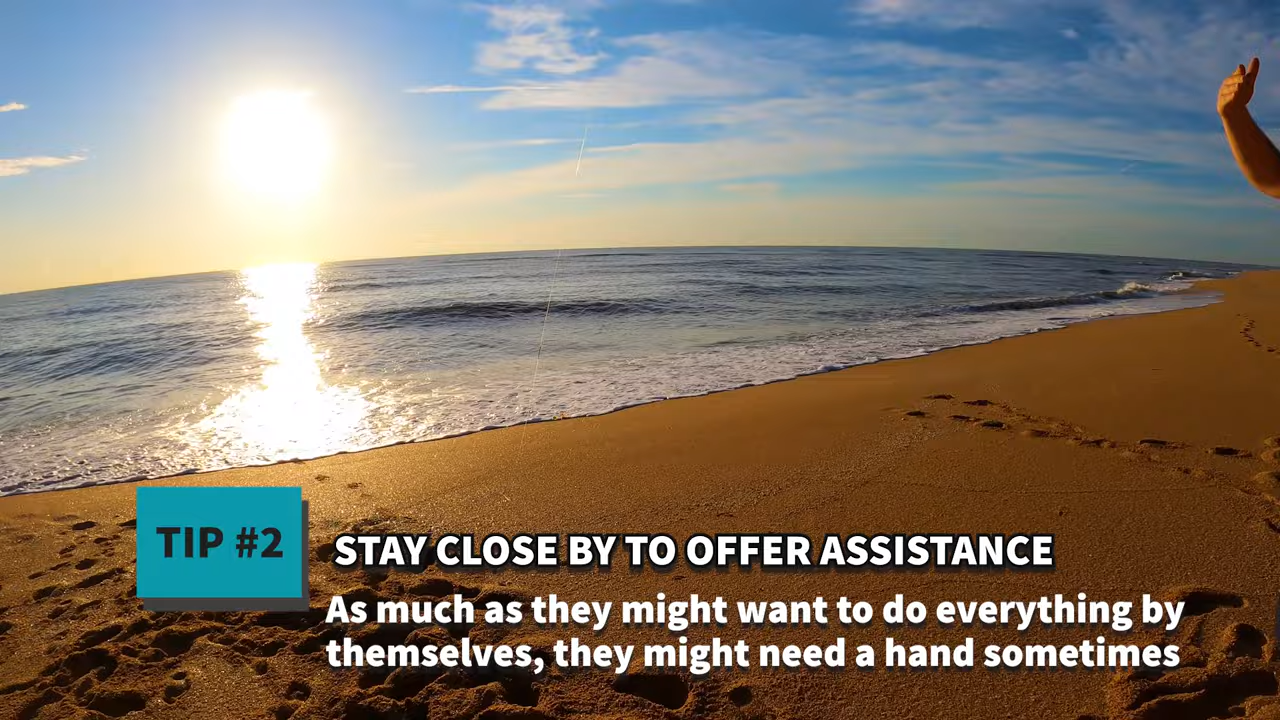 TIP #2
STAY CLOSE BY TO OFFER ASSISTANCE
As much as they might want to do everything by
themselves, they might need a hand sometimes